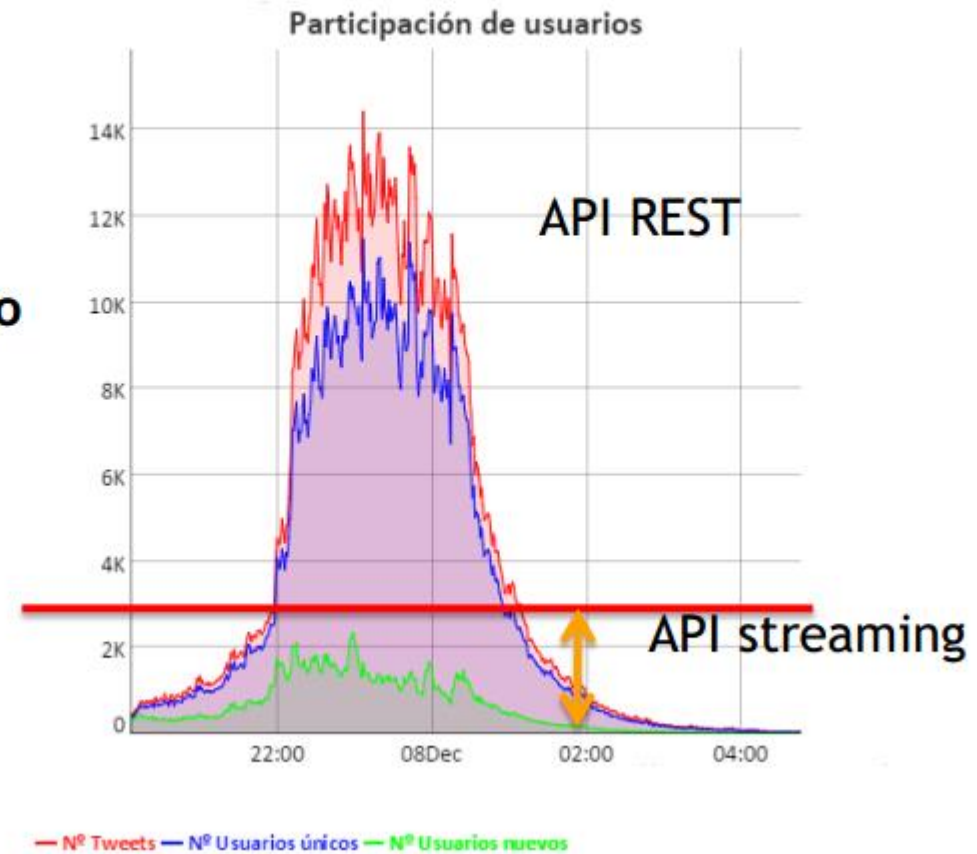 Participación de usuarios
14K
12K
API REST
o
10K
8K
6K
4K
API streaming
2K
0
22:00 08Dec 02:00 04:00
Nº Tweets Nº Usuarios únicos Nº Usuarios nuevos